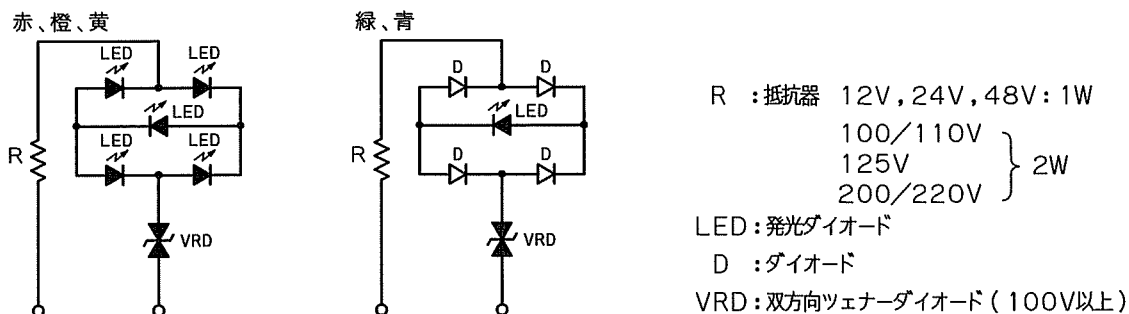 赤、橙、黄
LED
LED
LED
LED
LED
R
VRD
緑、青
D
D
LED
D
D
R
VRD
R :抵抗器 12V,24V,48V:1W
100/110V
125V
200/220V
2W
LED:発光ダイオード
D :ダイオード
VRD:双方向ツェナーダイオード(100V以上)